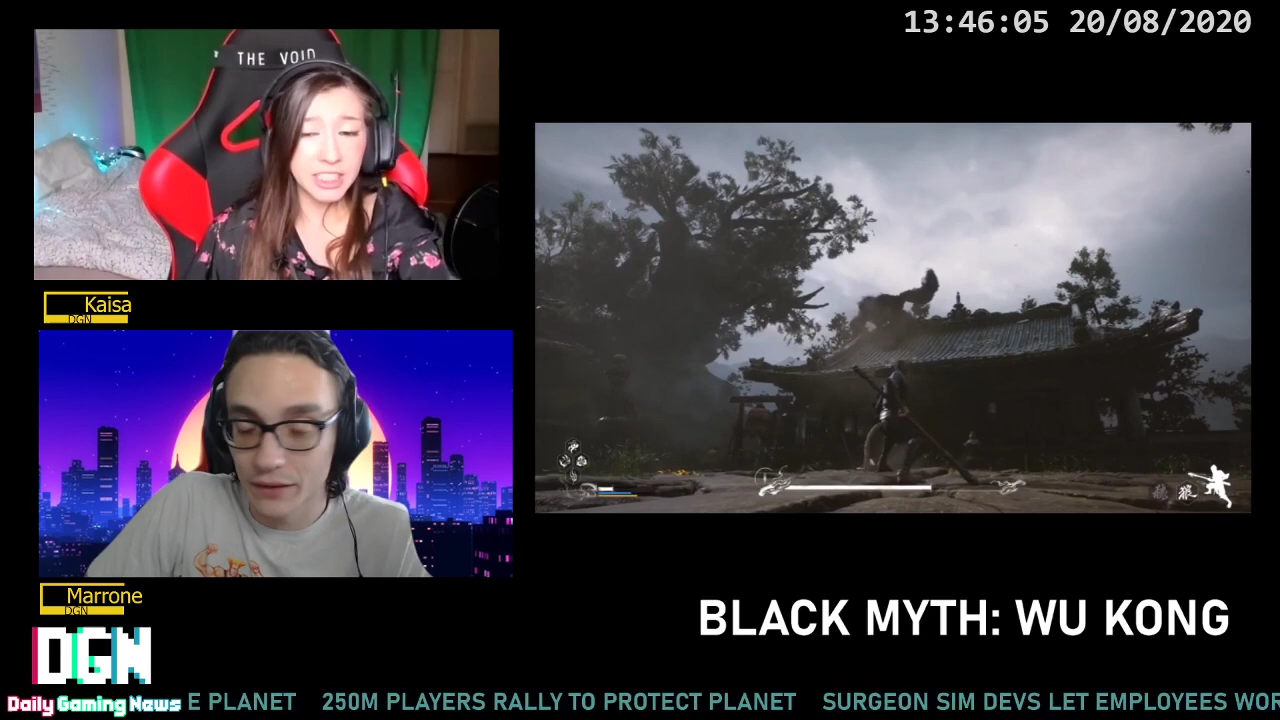 13:46:05 20/08/2020
THE VOID
Kaisa
DGN
Marrone
DGN
BLACK MYTH: WU KONG
DGN
Daily Gaming News
E PLANET 250M PLAYERS RALLY TO PROTECT PLANET SURGEON SIM DEVS LET EMPLOYEES WOR